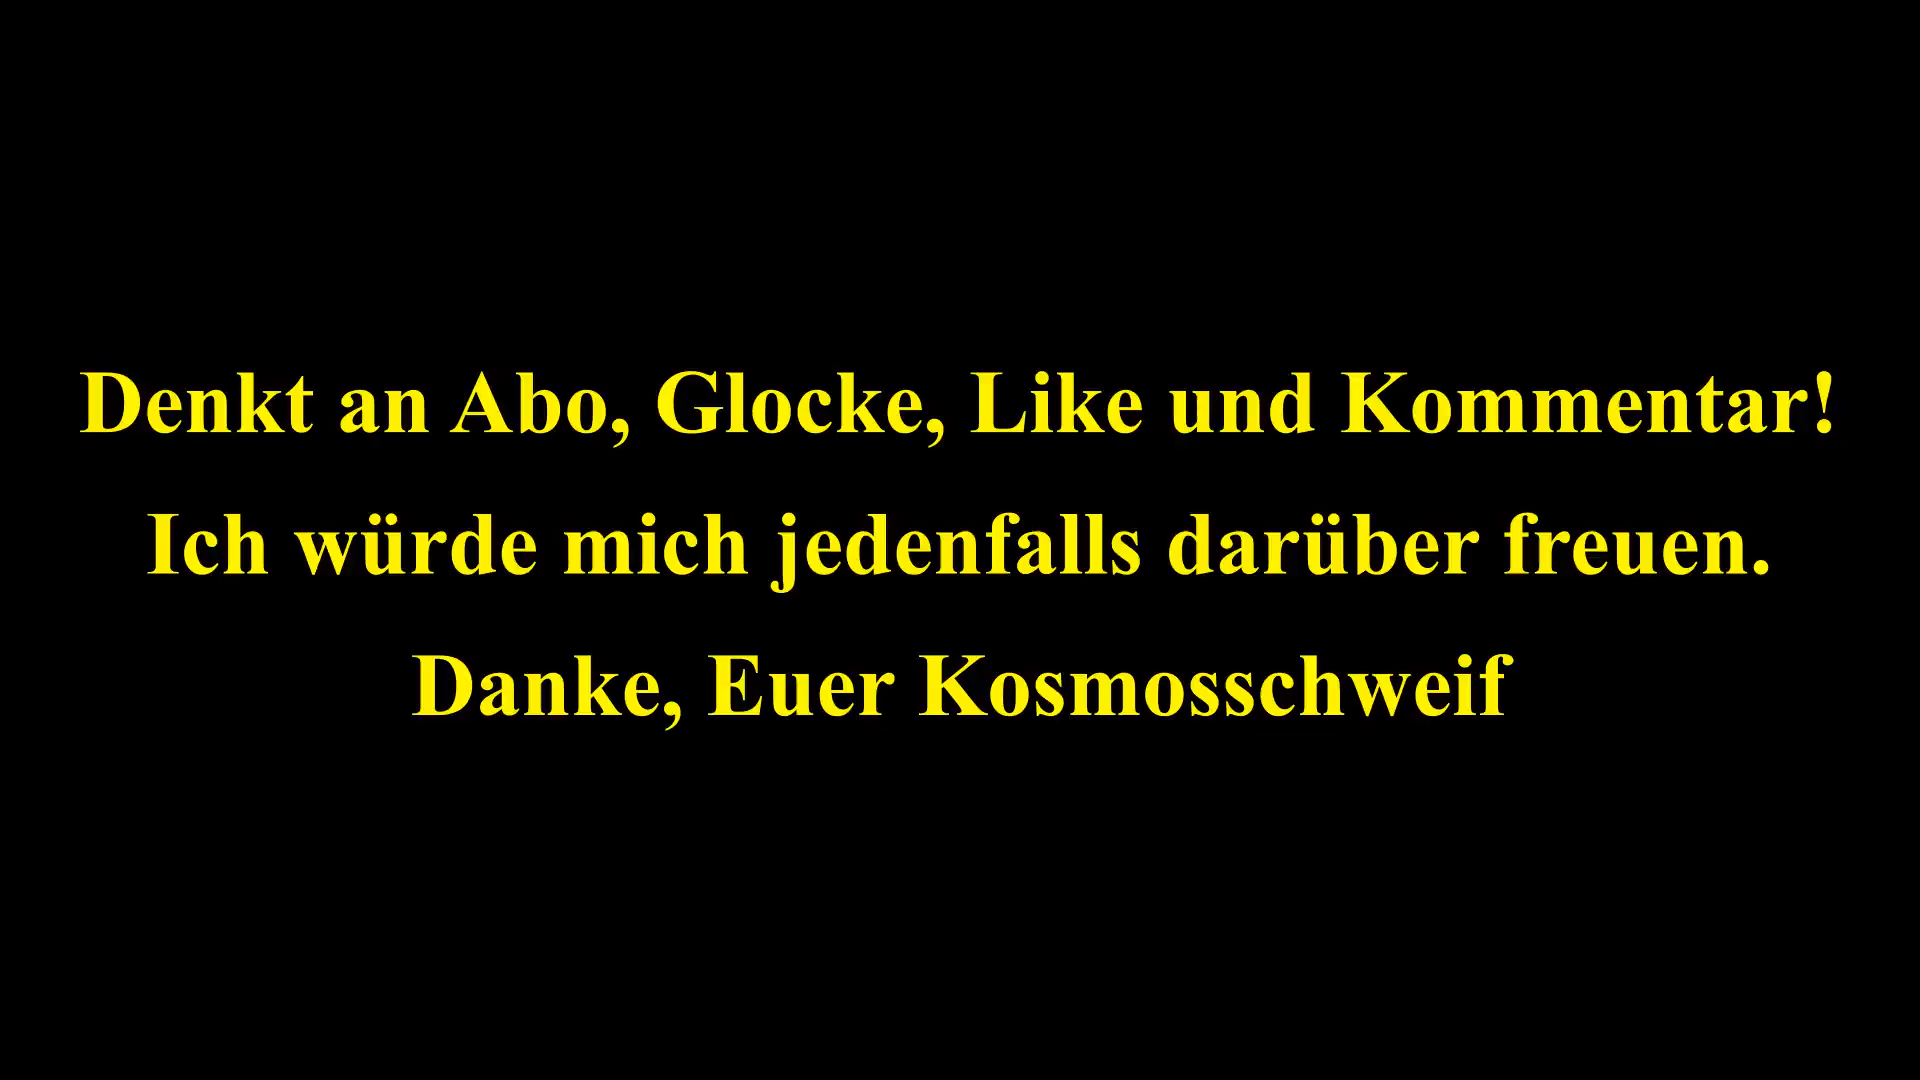 Denkt an Abo, Glocke, Like und Kommentar!
Ich würde mich jedenfalls darüber freuen.
Danke, Euer Kosmosschweif